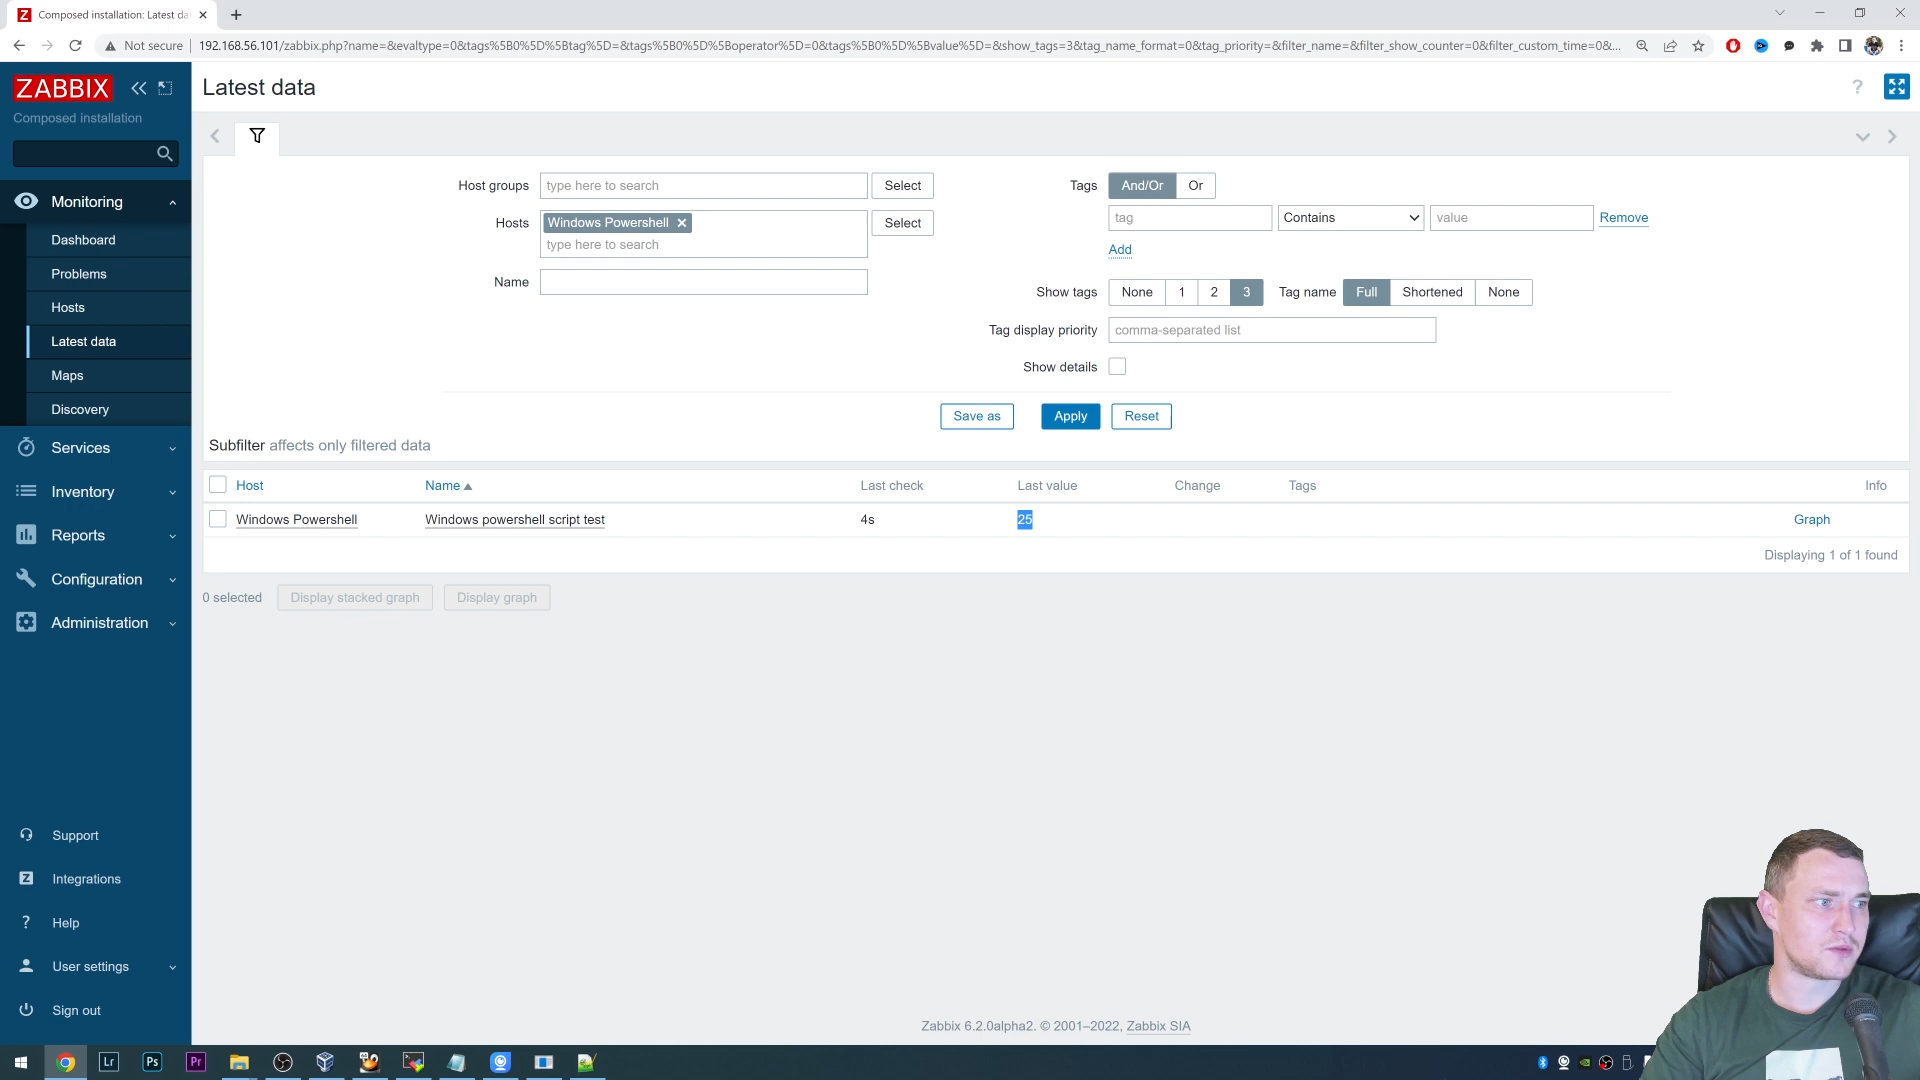 Composed installation: Latest da
Not secure
192.168.56.101/zabbix.php?name=&evaltype=0&tags%5B0%5D%5Btag%5D=&tags%5B0%5D%5Boperator%5D=0&tags%5B0%5D%5Bvalue%5D=&show_tags=3&tag_name_format=0&tag_priority=&filter_name=&filter_show_counter=0&filter_custom_time=0&...
ZABBIX
Composed installation
Monitoring
Dashboard
Problems
Hosts
Latest data
Maps
Discovery
Services
Inventory
Reports
Configuration
Administration
Support
Integrations
Help
User settings
Sign out
Latest data
Host groups type here to search Select
Hosts Windows Powershell Select
type here to search
Name
Tags And/Or Or
tag Contains value Remove
Add
Show tags None 1 2 3 Tag name Full Shortened None
Tag display priority comma-separated list
Show details
Save as Apply Reset
Subfilter affects only filtered data
Host Name Last check Last value Change Tags Info
Windows Powershell Windows powershell script test 4s 25 Graph
Displaying 1 of 1 found
0 selected Display stacked graph Display graph
Zabbix 6.2.0alpha2. © 2001–2022, Zabbix SIA
Lr Ps Pr